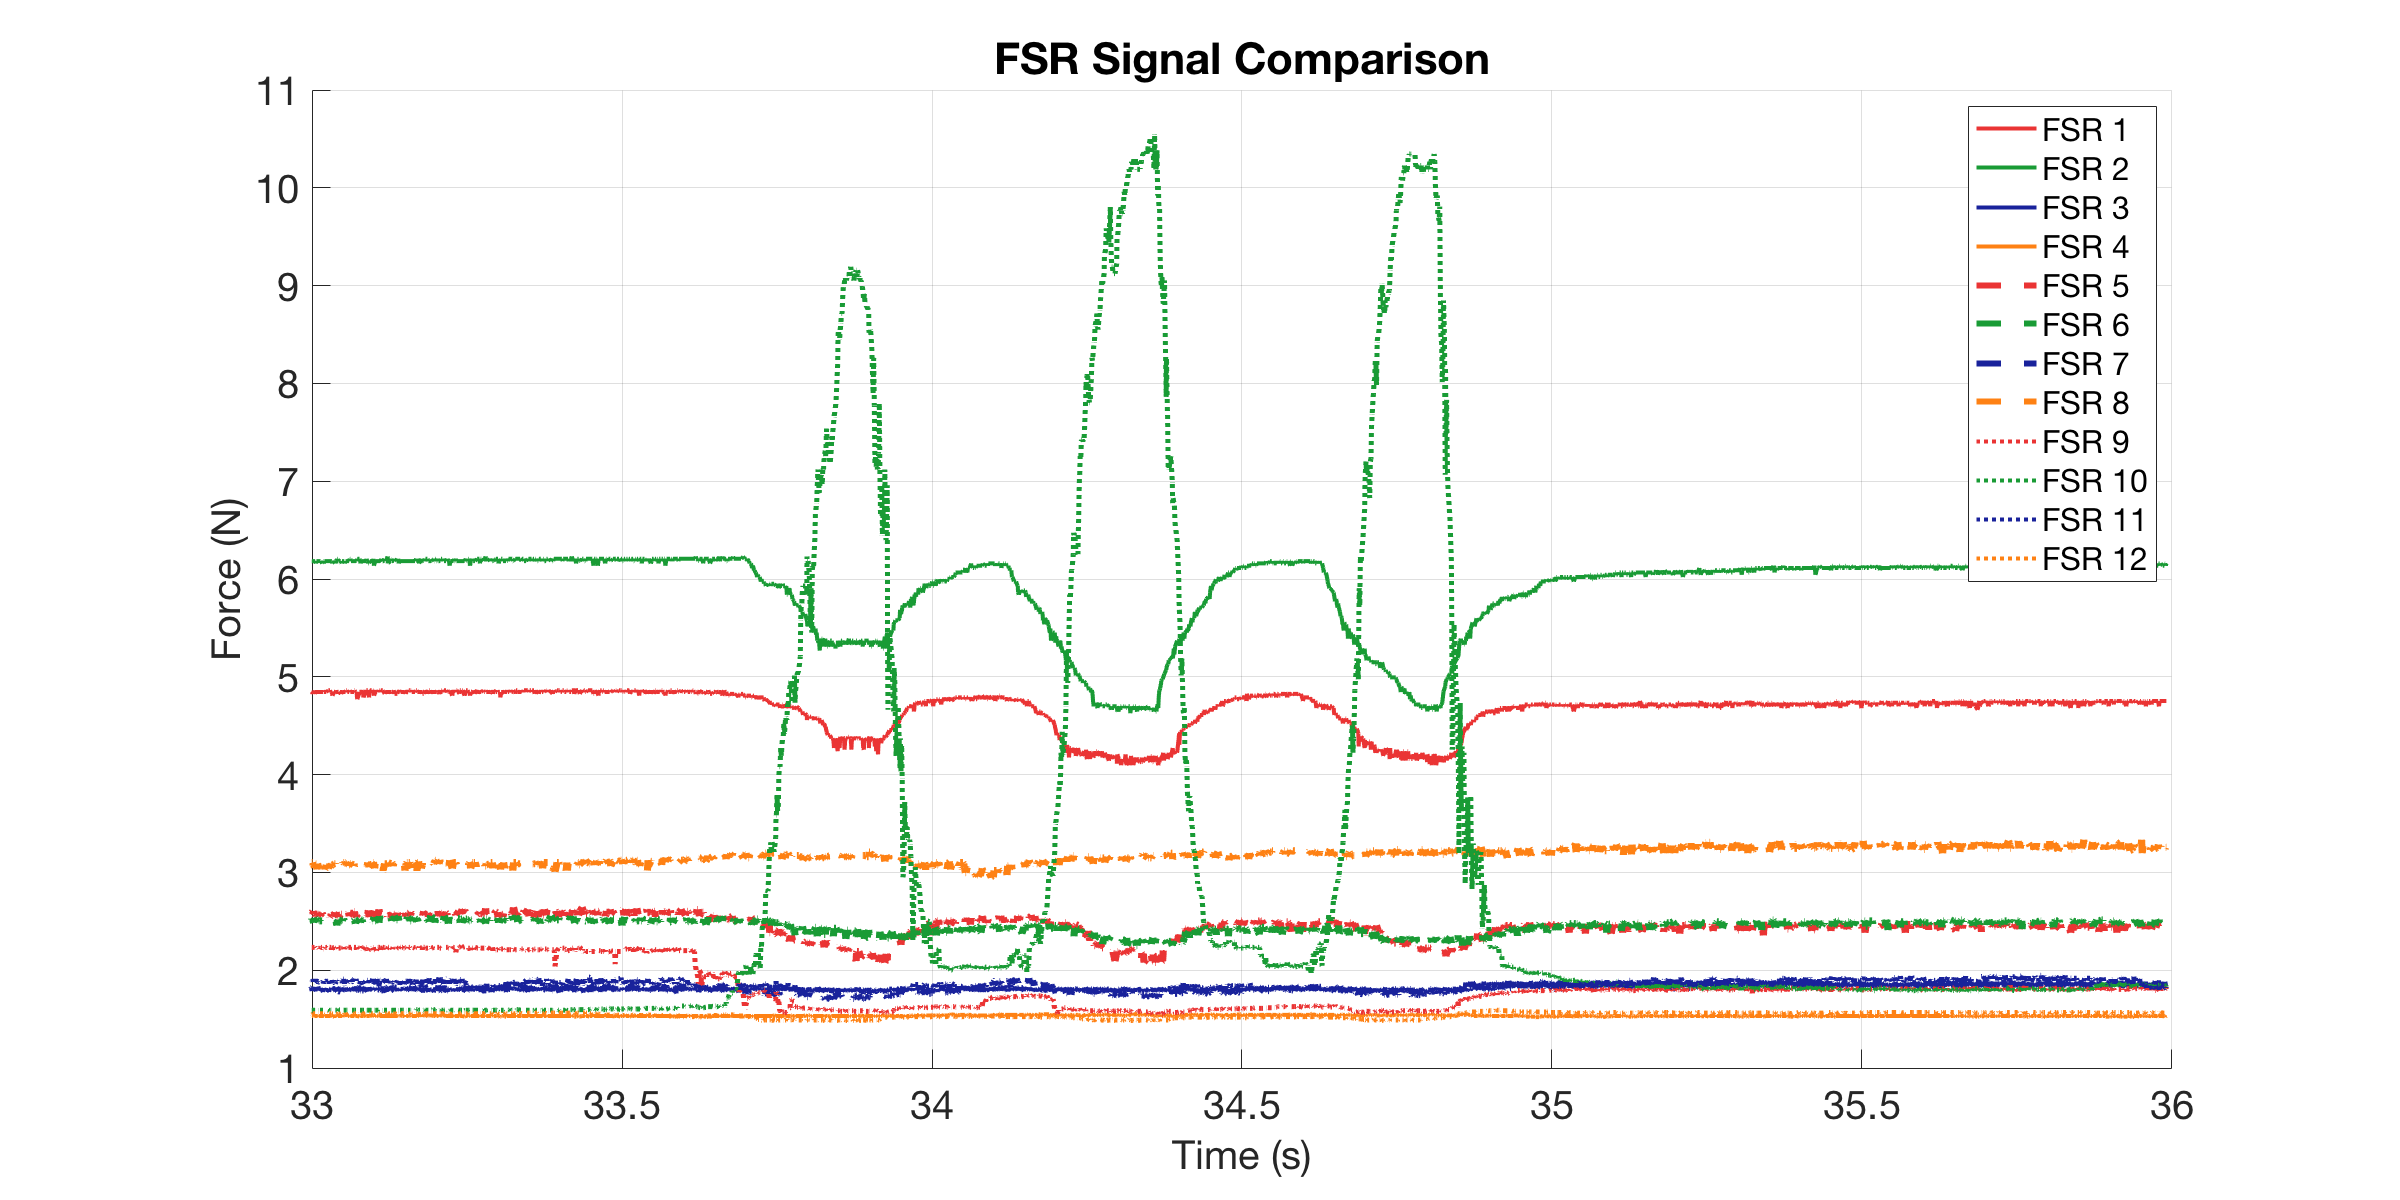 FSR Signal Comparison
11
10
9
8
7
6
5
4
3
2
1
Force (N)
33
33.5
34
34.5
35
35.5
36
Time (s)
FSR 1
FSR 2
FSR 3
FSR 4
FSR 5
FSR 6
FSR 7
FSR 8
FSR 9
FSR 10
FSR 11
FSR 12